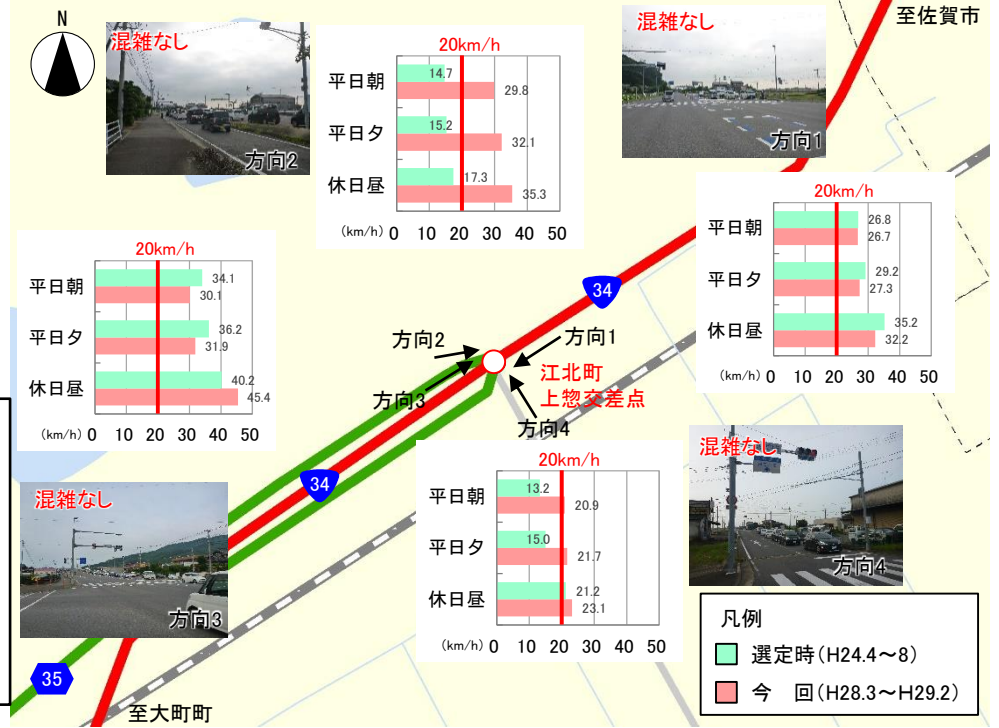 N
混雑なし
方向2
20km/h
平日朝
14.7
29.8
平日夕
15.2
32.1
休日昼
17.3
35.3
(km/h) 0 10 20 30 40 50
混雑なし
方向1
至佐賀市
20km/h
平日朝
34.1
30.1
平日夕
36.2
31.9
休日昼
40.2
45.4
(km/h) 0 10 20 30 40 50
20km/h
平日朝
26.8
26.7
平日夕
29.2
27.3
休日昼
35.2
32.2
(km/h) 0 10 20 30 40 50
34
方向2
方向1
方向3
江北町
上惣交差点
方向4
34
混雑なし
方向3
20km/h
平日朝
13.2
20.9
平日夕
15.0
21.7
休日昼
21.2
23.1
(km/h) 0 10 20 30 40 50
混雑なし
方向4
35
至大町町
凡例
選定時(H24.4～8)
今　回(H28.3～H29.2)